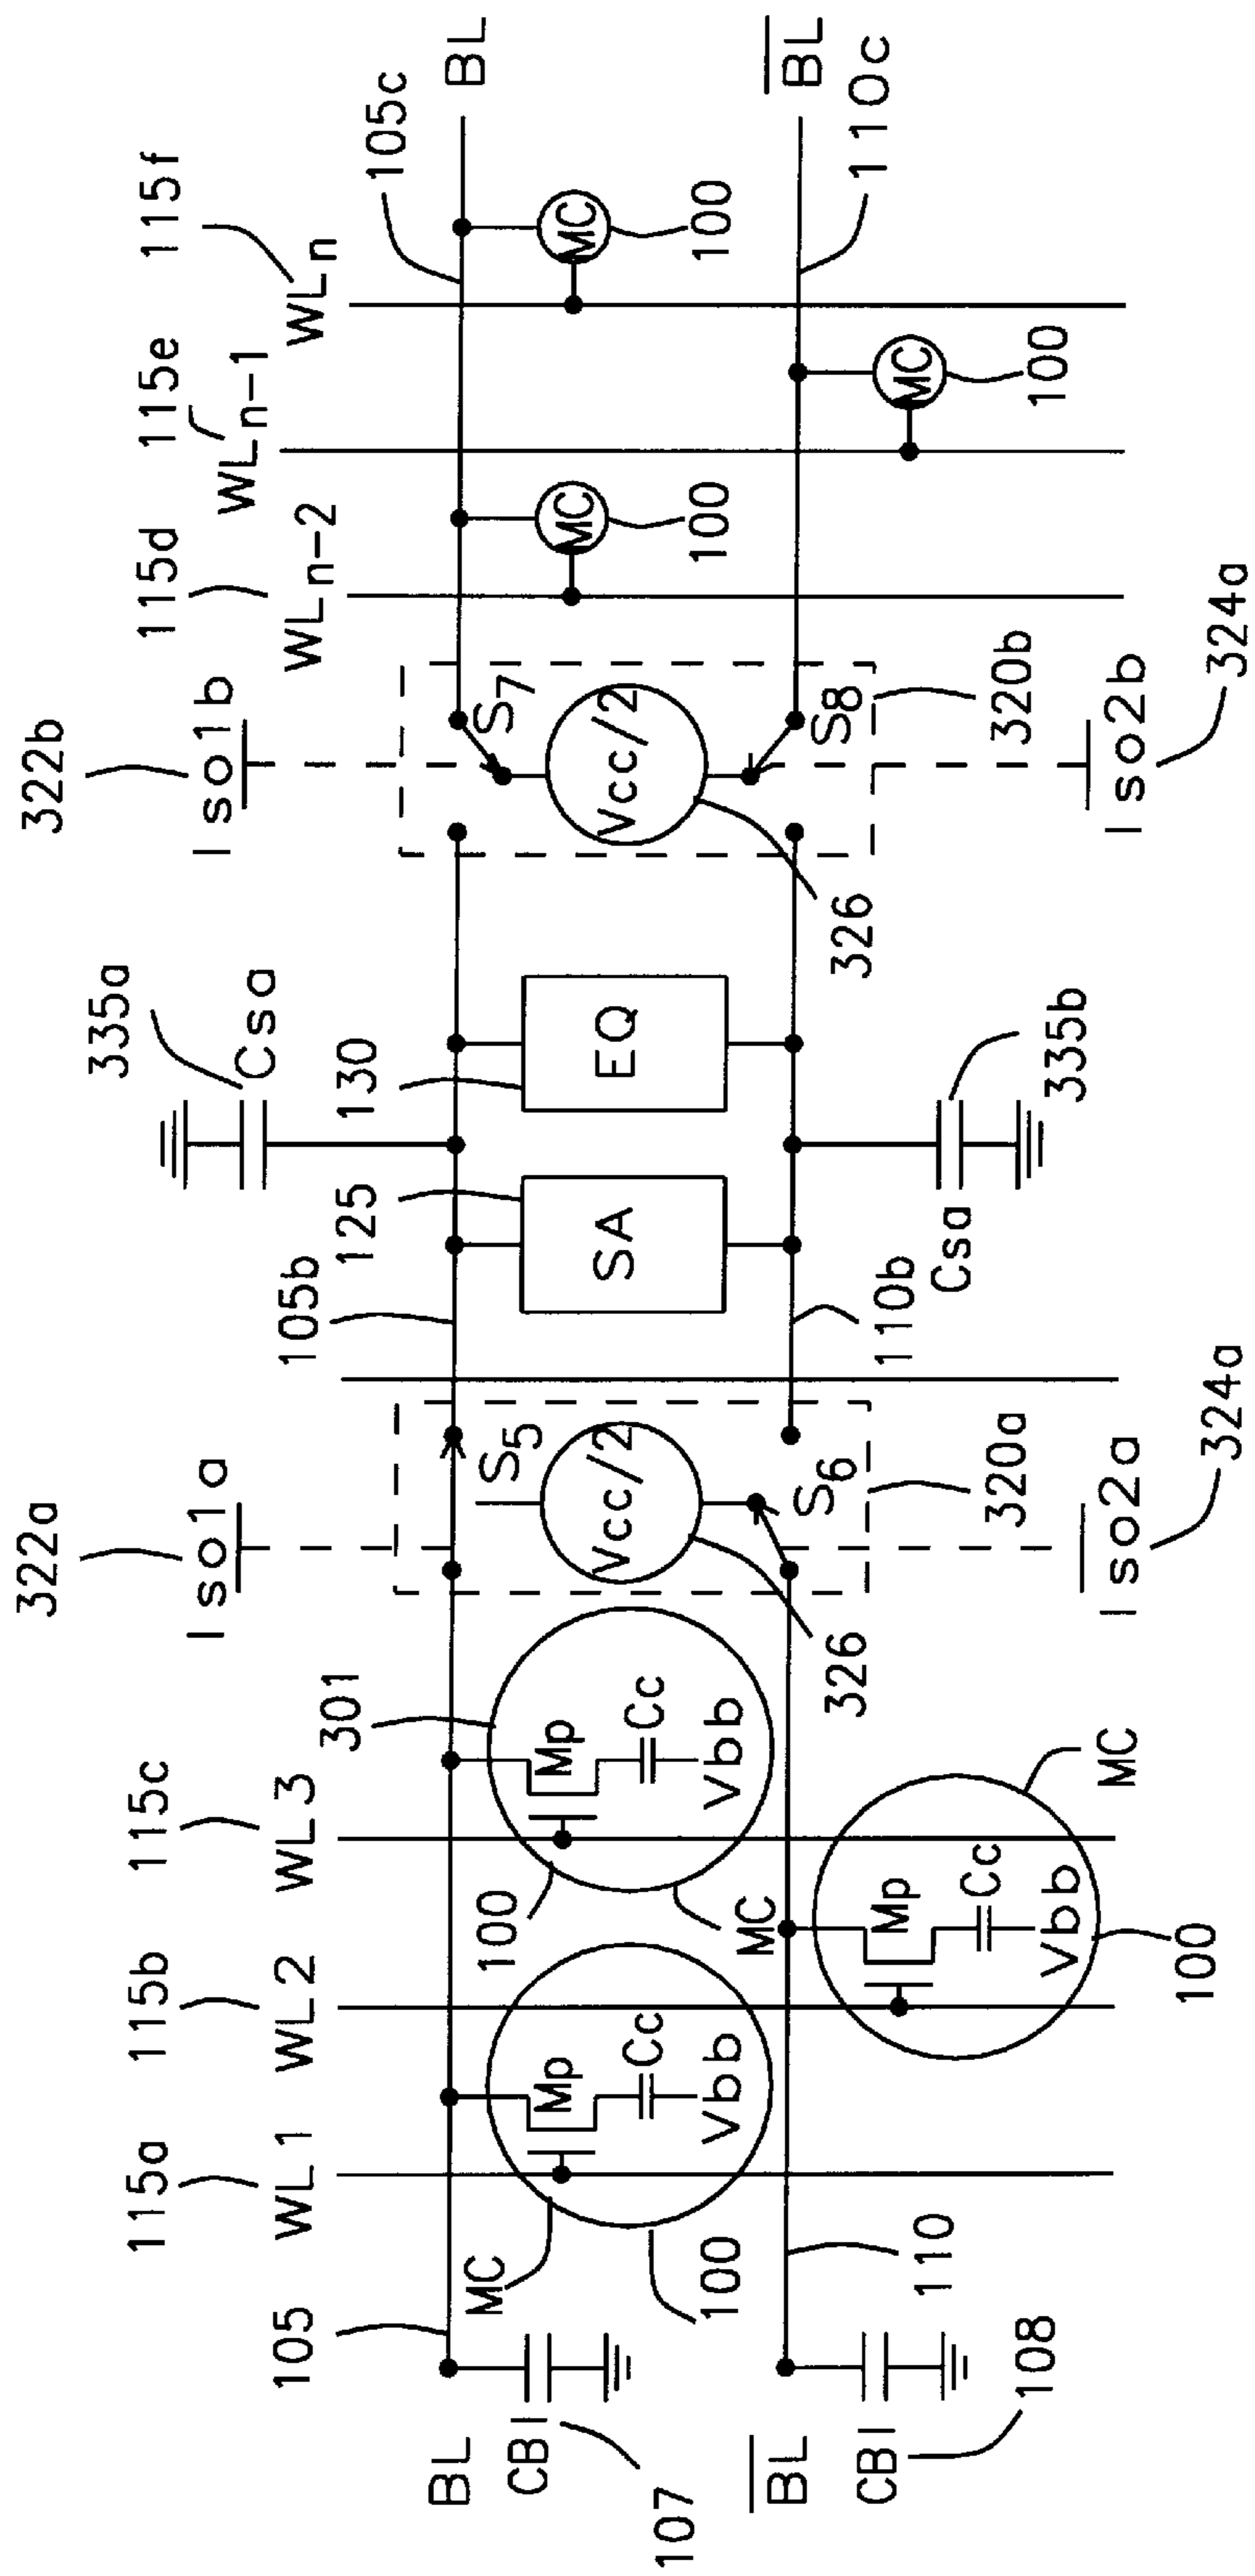 322a
322b
Iso1a
Iso1b
335a
Csa
115a
115b
115c
115d
115e
115f
WL1
WL2
WL3
WLn-2
WLn-1
WLn
105
301
105b
125
130
105c
BL
BL
MC
100
Mp
Cc
Vbb
100
Mp
Cc
Vbb
MC
S5
Vcc/2
SA
EQ
S7
Vcc/2
MC
100
MC
100
CBI
107
BL
BL
110
Mp
Cc
Vbb
MC
100
326
S6
110b
326
S8
110c
MC
100
CBI
108
320a
320b
Csa
335b
Iso2a
324a
Iso2b
324a